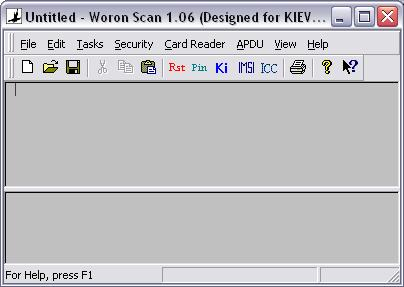 Untitled - Woron Scan 1.06 (Designed for KIEV...
File Edit Tasks Security Card Reader APDU View Help
Rst Pin Ki IMSI ICC
For Help, press F1